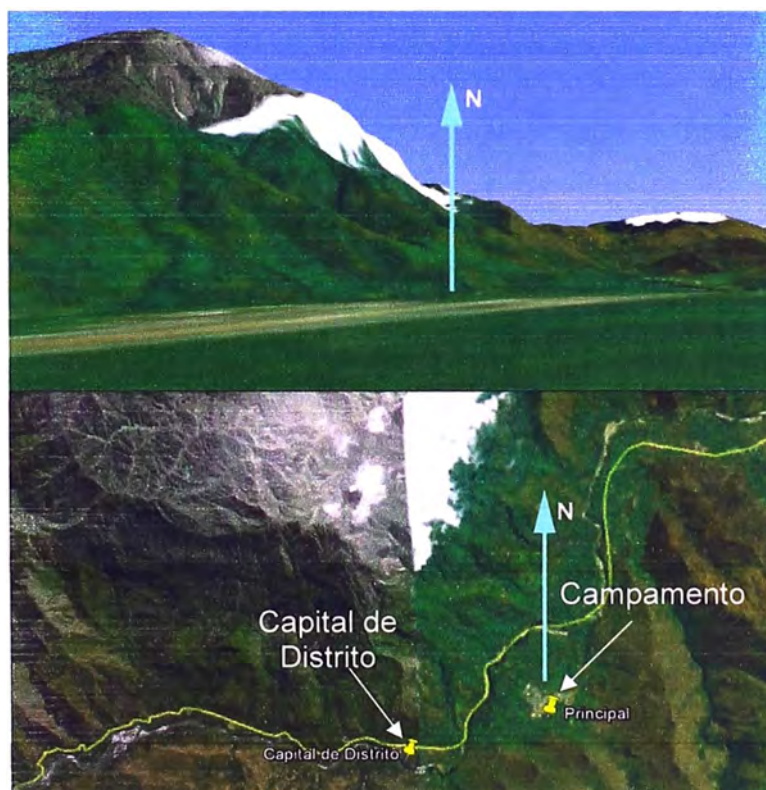 N
N
Campamento
Capital de
Distrito
Principal
Capital de Distrito